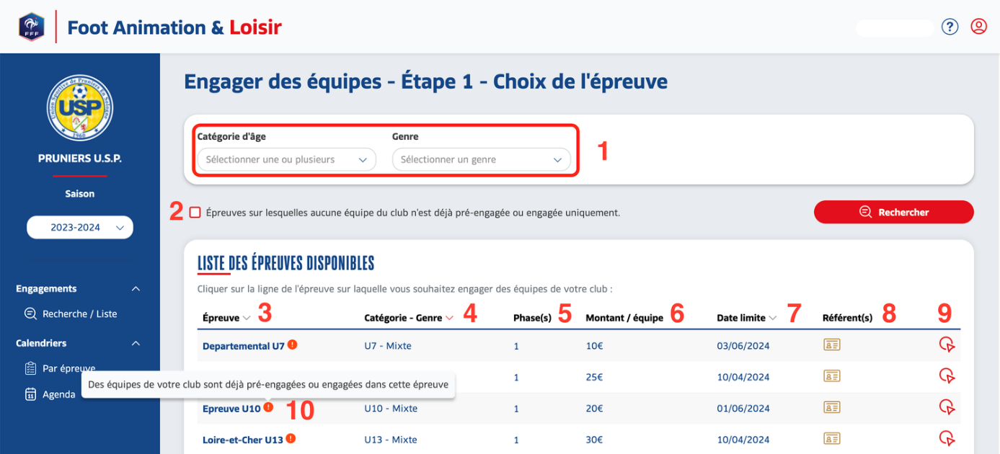 FFF
Foot Animation & Loisir
?
Union Sportive de Pruniers En Sologne
USP
1960
PRUNIERS U.S.P.
Saison
2023-2024
Engagements
Recherche / Liste
Calendriers
Par épreuve
Agenda
Engager des équipes - Étape 1 - Choix de l'épreuve
Catégorie d'âge
Genre
Sélectionner une ou plusieurs
Sélectionner un genre
1
2
Épreuves sur lesquelles aucune équipe du club n'est déjà pré-engagée ou engagée uniquement.
Rechercher
LISTE DES ÉPREUVES DISPONIBLES
Cliquer sur la ligne de l'épreuve sur laquelle vous souhaitez engager des équipes de votre club :
Épreuve 3 Catégorie - Genre 4 Phase(s) 5 Montant / équipe 6 Date limite 7 Référent(s) 8 9
Departemental U7 U7 - Mixte 1 10€ 03/06/2024
1 25€ 10/04/2024
Des équipes de votre club sont déjà pré-engagées ou engagées dans cette épreuve
Epreuve U10 10 U10 - Mixte 1 20€ 01/06/2024
Loire-et-Cher U13 U13 - Mixte 1 30€ 10/04/2024